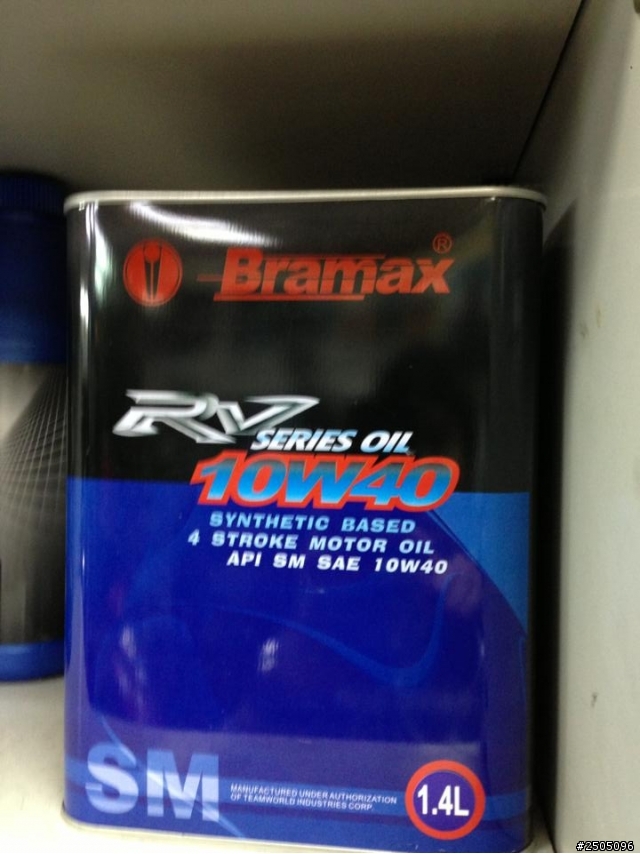 Bramax®
RV
SERIES OIL
10W40
SYNTHETIC BASED
4 STROKE MOTOR OIL
API SM SAE 10W40
SM
MANUFACTURED UNDER AUTHORIZATION
OF TEAMWORLD INDUSTRIES CORP.
1.4L
#2505096